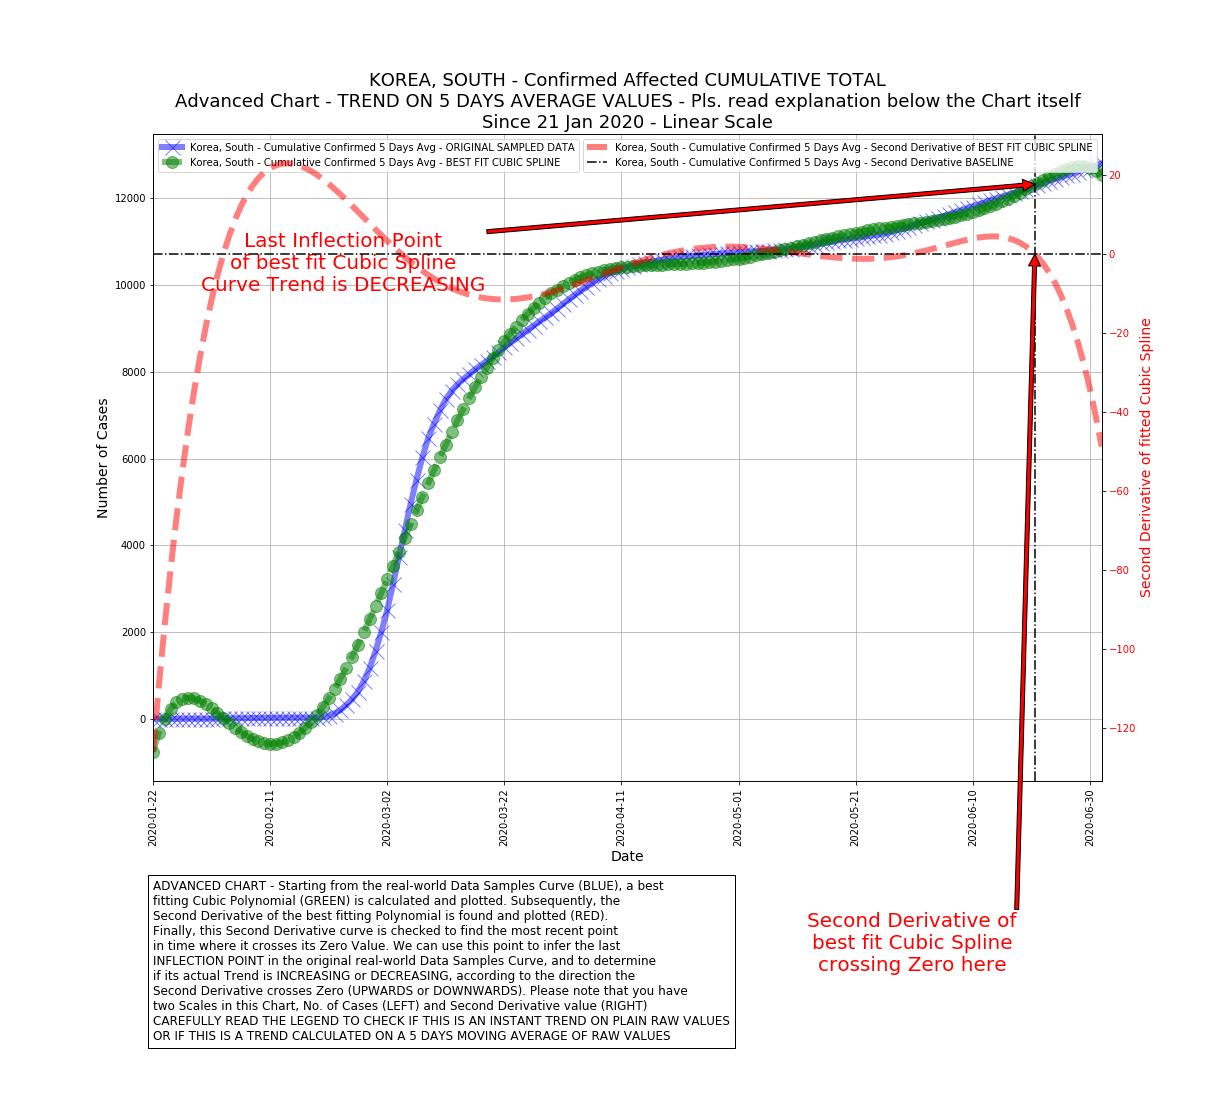 KOREA, SOUTH - Confirmed Affected CUMULATIVE TOTAL
Advanced Chart - TREND ON 5 DAYS AVERAGE VALUES - Pls. read explanation below the Chart itself
Since 21 Jan 2020 - Linear Scale
Korea, South - Cumulative Confirmed 5 Days Avg - ORIGINAL SAMPLED DATA
Korea, South - Cumulative Confirmed 5 Days Avg - BEST FIT CUBIC SPLINE
Korea, South - Cumulative Confirmed 5 Days Avg - Second Derivative of BEST FIT CUBIC SPLINE
Korea, South - Cumulative Confirmed 5 Days Avg - Second Derivative BASELINE
Last Inflection Point
of best fit Cubic Spline
Curve Trend is DECREASING
Number of Cases
12000
10000
8000
6000
4000
2000
0
20
0
−20
−40
−60
−80
−100
−120
Second Derivative of fitted Cubic Spline
2020-01-22
2020-02-11
2020-03-02
2020-03-22
2020-04-11
2020-05-01
2020-05-21
2020-06-10
2020-06-30
Date
ADVANCED CHART - Starting from the real-world Data Samples Curve (BLUE), a best
fitting Cubic Polynomial (GREEN) is calculated and plotted. Subsequently, the
Second Derivative of the best fitting Polynomial is found and plotted (RED).
Finally, this Second Derivative curve is checked to find the most recent point
in time where it crosses its Zero Value. We can use this point to infer the last
INFLECTION POINT in the original real-world Data Samples Curve, and to determine
if its actual Trend is INCREASING or DECREASING, according to the direction the
Second Derivative crosses Zero (UPWARDS or DOWNWARDS). Please note that you have
two Scales in this Chart, No. of Cases (LEFT) and Second Derivative value (RIGHT)
CAREFULLY READ THE LEGEND TO CHECK IF THIS IS AN INSTANT TREND ON PLAIN RAW VALUES
OR IF THIS IS A TREND CALCULATED ON A 5 DAYS MOVING AVERAGE OF RAW VALUES
Second Derivative of
best fit Cubic Spline
crossing Zero here